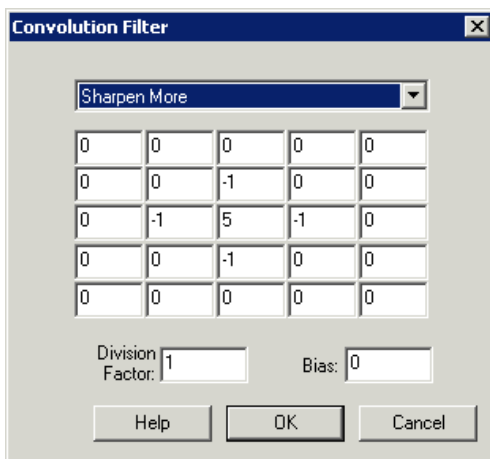 Convolution Filter
Sharpen More
0 0 0 0 0
0 0 -1 0 0
0 -1 5 -1 0
0 0 -1 0 0
0 0 0 0 0
Division Factor: 1 Bias: 0
Help OK Cancel